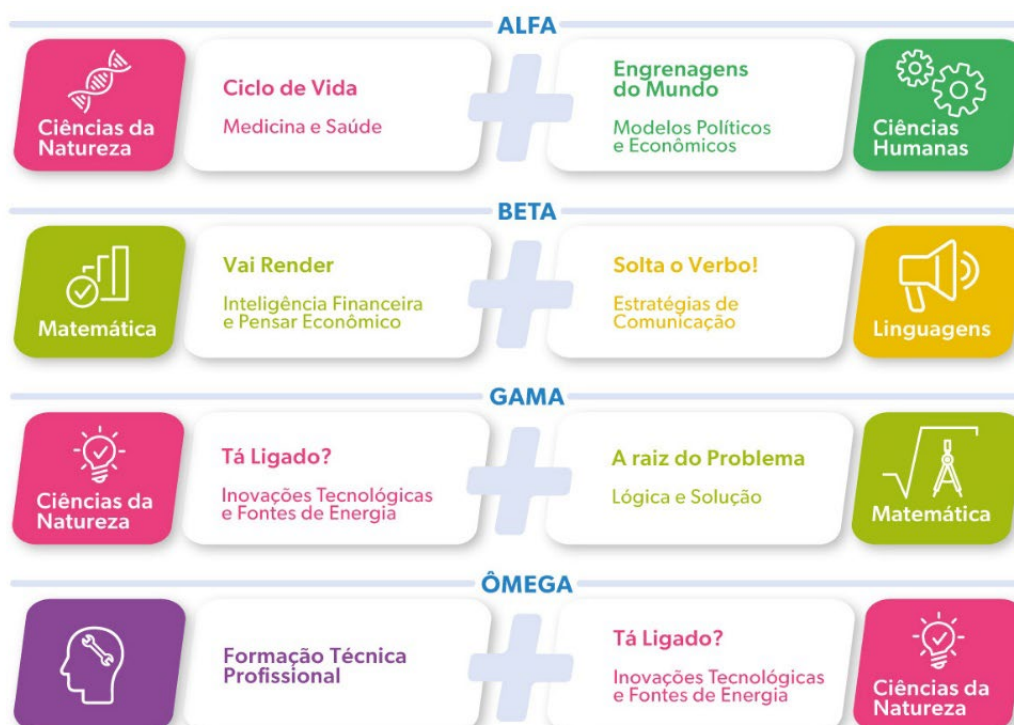 ALFA
Ciências da
Natureza
Ciclo de Vida
Medicina e Saúde
Engrenagens
do Mundo
Modelos Políticos
e Econômicos
Ciências
Humanas
BETA
Matemática
Vai Render
Inteligência Financeira
e Pensar Econômico
Solta o Verbo!
Estratégias de
Comunicação
Linguagens
GAMA
Ciências da
Natureza
Tá Ligado?
Inovações Tecnológicas
e Fontes de Energia
A raiz do Problema
Lógica e Solução
Matemática
ÔMEGA
Formação Técnica
Profissional
Tá Ligado?
Inovações Tecnológicas
e Fontes de Energia
Ciências da
Natureza